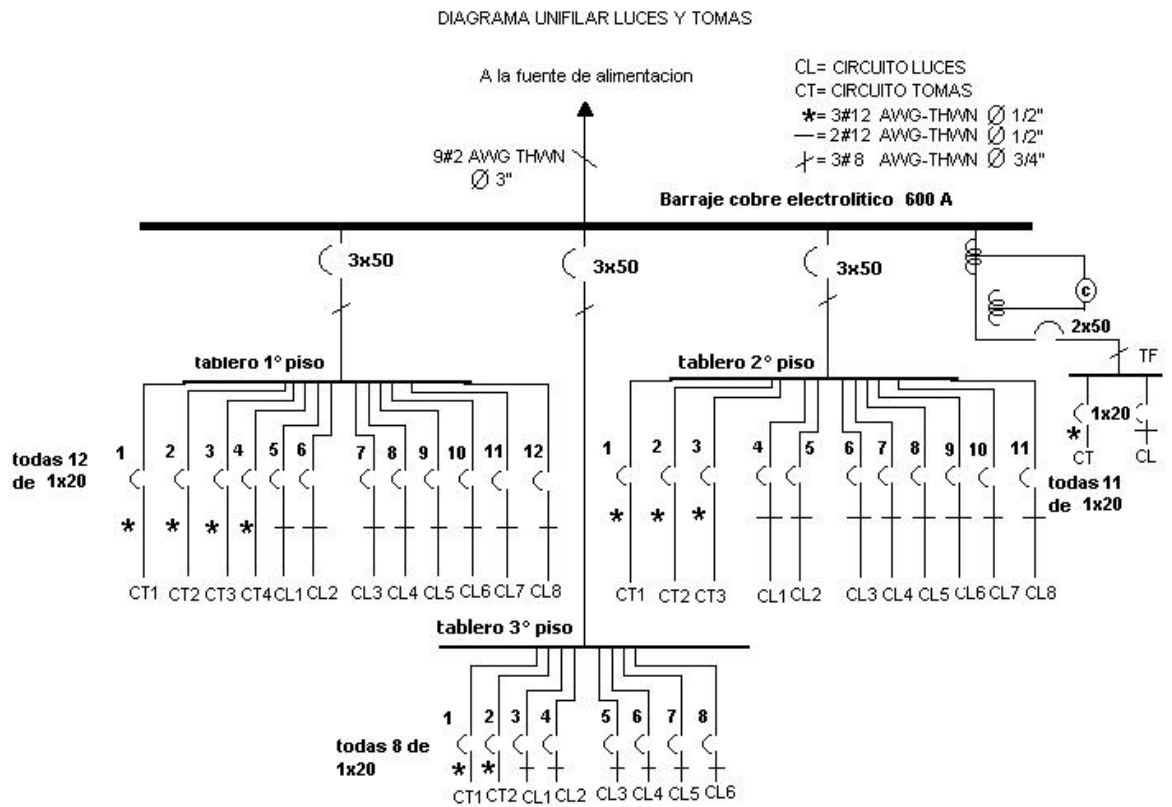 DIAGRAMA UNIFILAR LUCES Y TOMAS
A la fuente de alimentacion
CL= CIRCUITO LUCES
CT= CIRCUITO TOMAS
*= 3#12 AWG-THWN Ø 1/2"
—=2#12 AWG-THWN Ø 1/2"
= 3#8 AWG-THWN Ø 3/4"
9#2 AWG THWN
Ø 3"
Barraje cobre electrolitico 600 A
3x50
3x50
3x50
c
2x50
TF
tablero 1° piso
tablero 2° piso
1x20
* CT CL
todas 12
de 1x20
1 2 3 4 5 6 7 8 9 10 11 12
* * * *
CT1 CT2 CT3 CT4 CL1 CL2 CL3 CL4 CL5 CL6 CL7 CL8
1 2 3 4 5 6 7 8 9 10 11
todas 11
de 1x20
* * *
CT1 CT2 CT3 CL1 CL2 CL3 CL4 CL5 CL6 CL7 CL8
tablero 3° piso
1 2 3 4 5 6 7 8
todas 8 de
1x20
* *
CT1 CT2 CL1 CL2 CL3 CL4 CL5 CL6